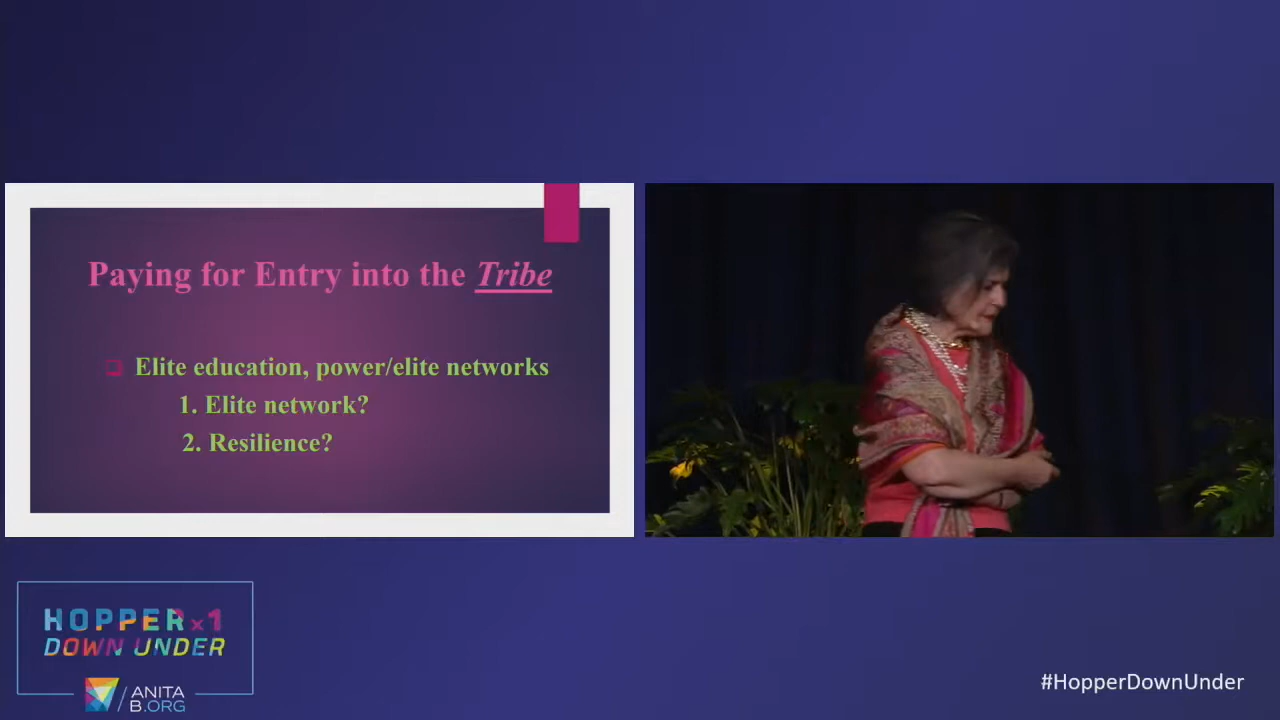 Paying for Entry into the Tribe
Elite education, power/elite networks
1. Elite network?
2. Resilience?
HOPPER x1
DOWN UNDER
ANITA
B.ORG
#HopperDownUnder